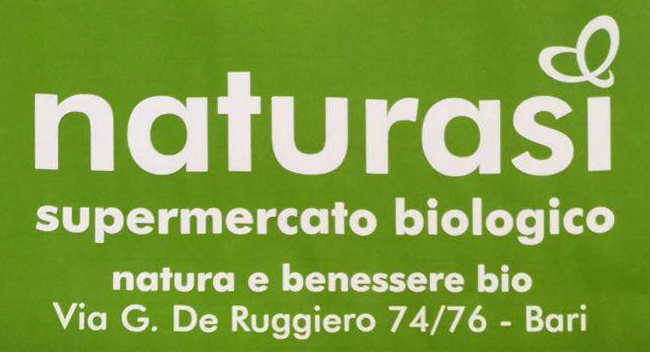 naturasì
supermercato biologico
natura e benessere bio
Via G. De Ruggiero 74/76 - Bari